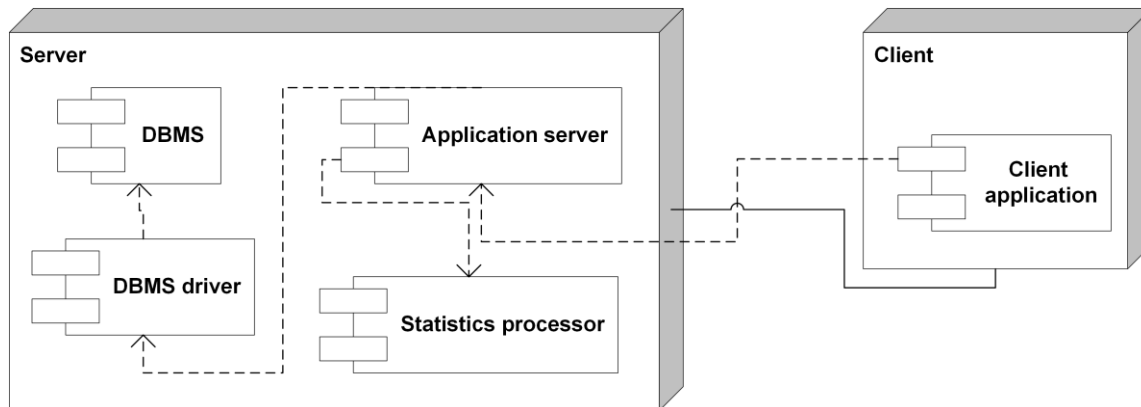 Server
DBMS
Application server
DBMS driver
Statistics processor
Client
Client
application